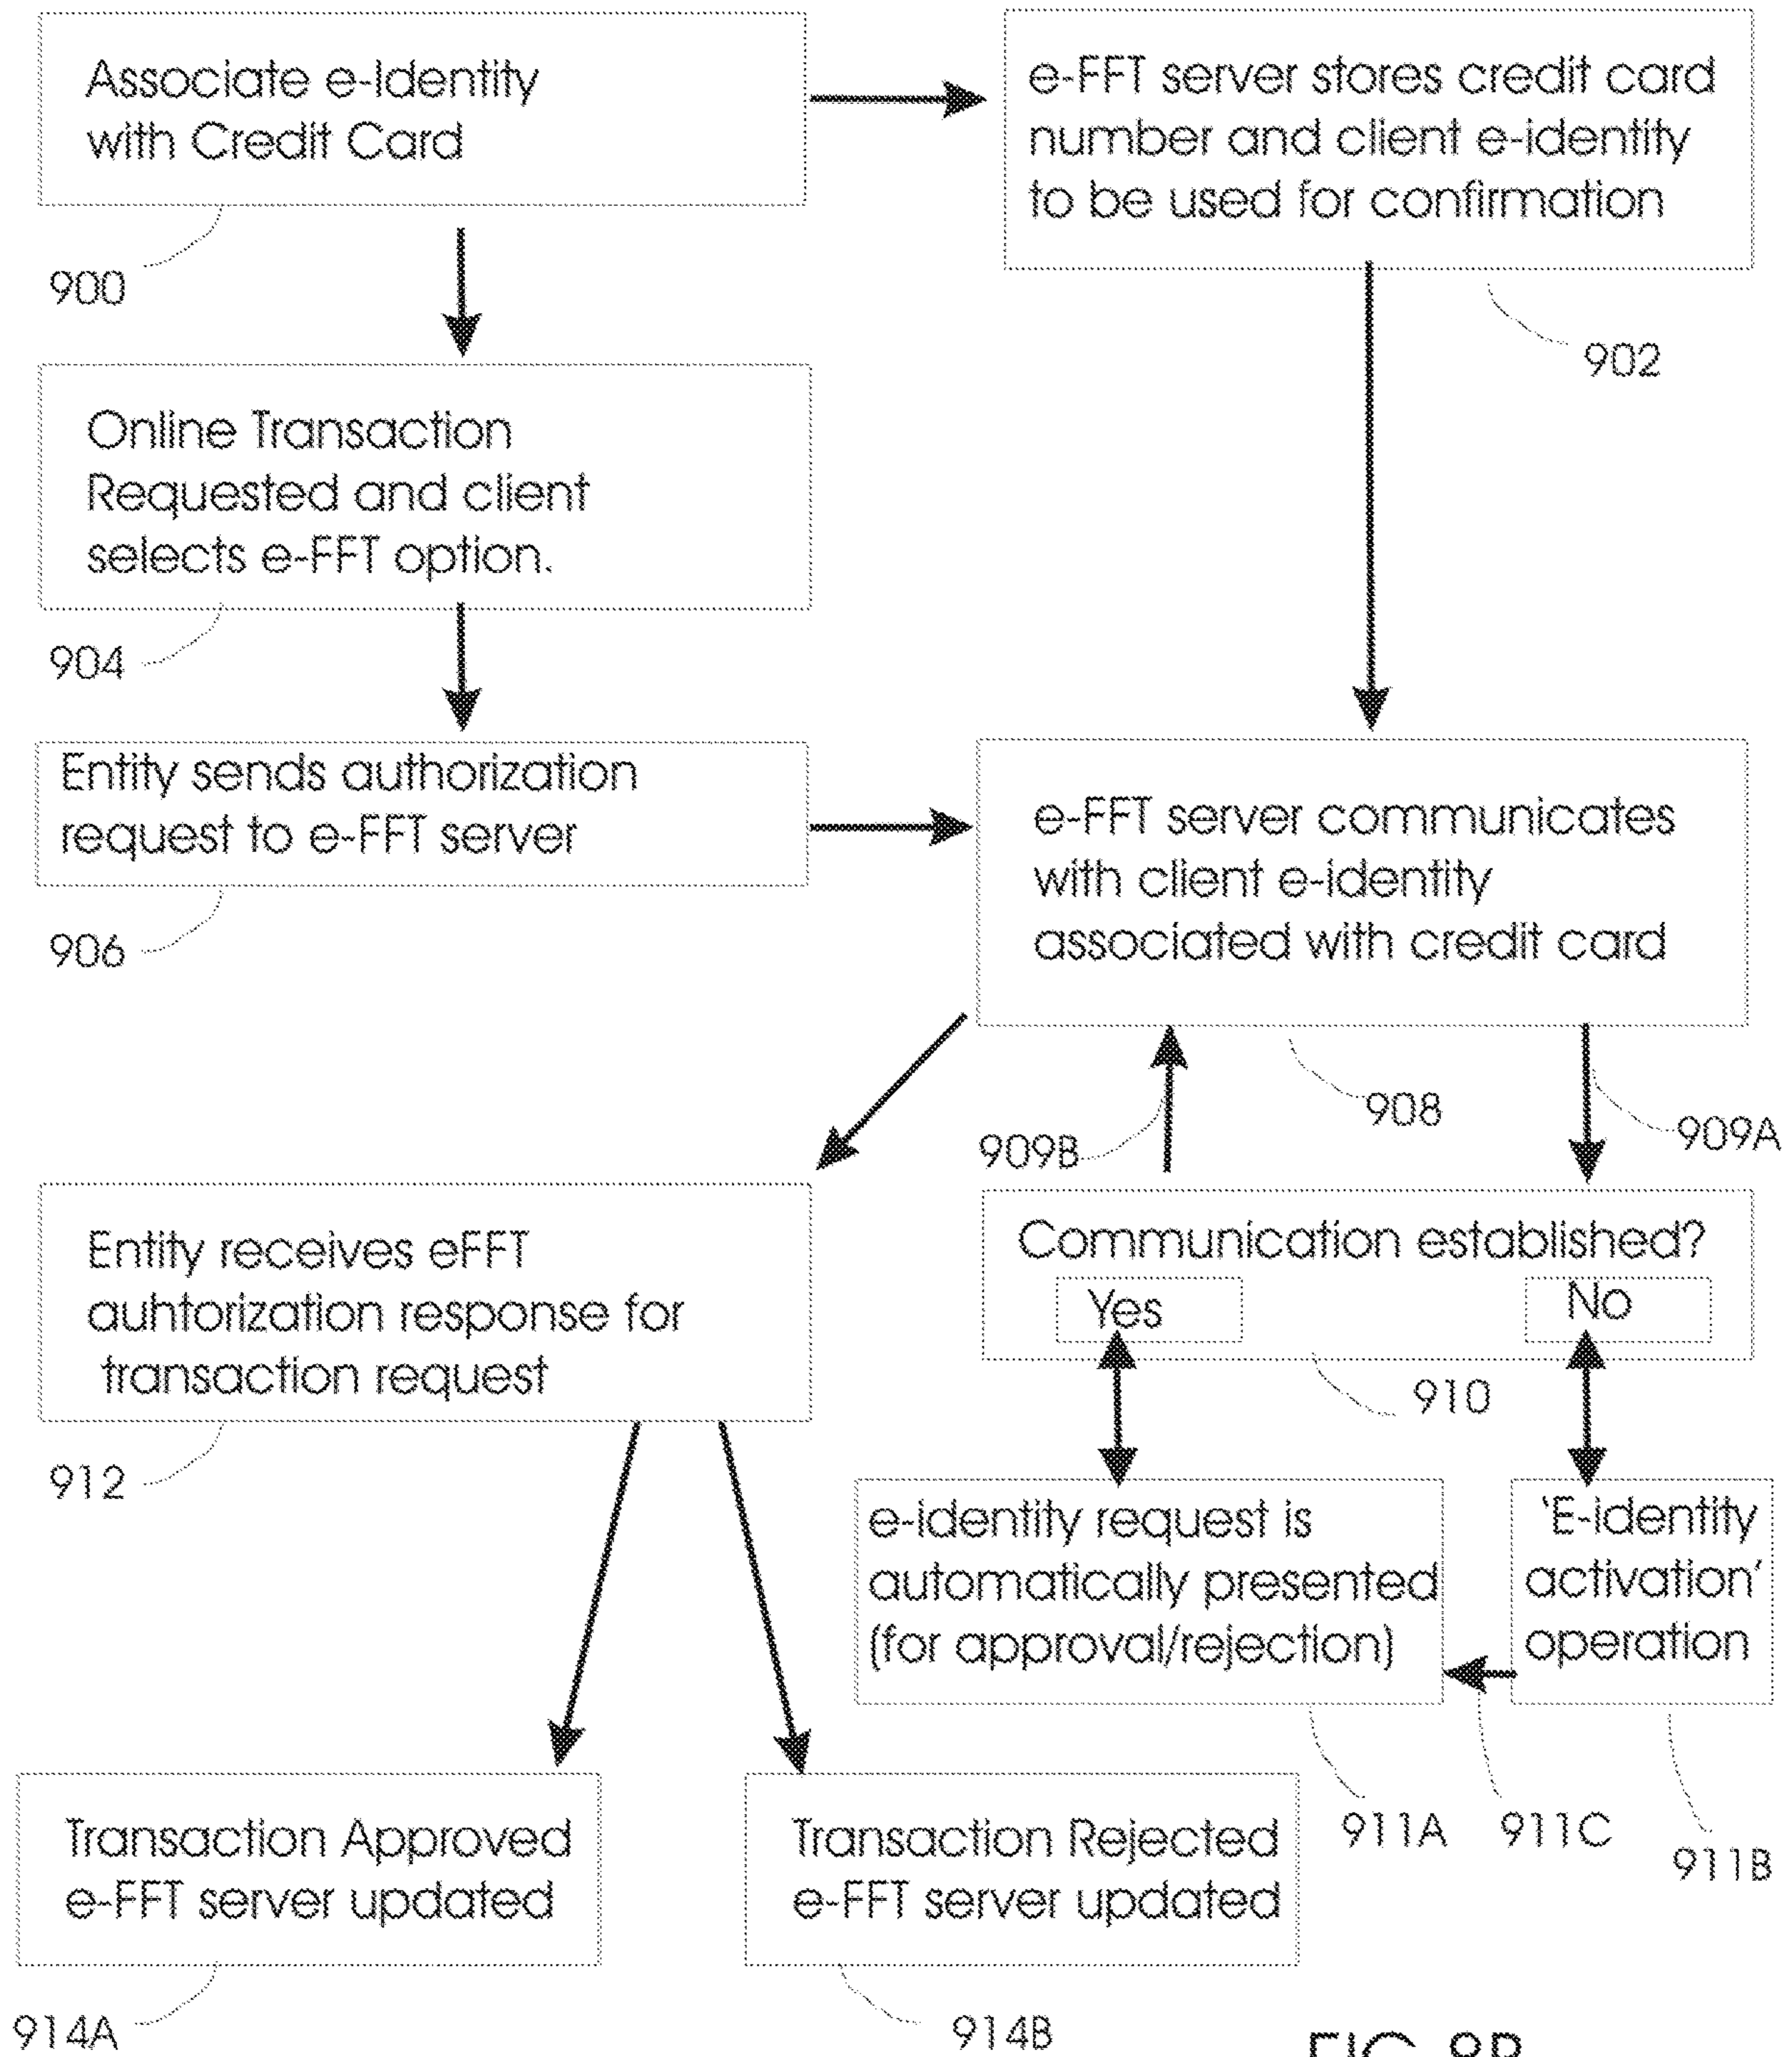 Associate e-Identity
with Credit Card
900
e-FFT server stores credit card
number and client e-identity
to be used for confirmation
902
Online Transaction
Requested and client
selects e-FFT option.
904
Entity sends authorization
request to e-FFT server
906
e-FFT server communicates
with client e-identity
associated with credit card
908
909A
909B
Communication established?
Yes
No
910
Entity receives eFFT
auhtorization response for
transaction request
912
e-identity request is
automatically presented
(for approval/rejection)
911A
'E-identity
activation'
operation
911C
911B
Transaction Approved
e-FFT server updated
914A
Transaction Rejected
e-FFT server updated
914B